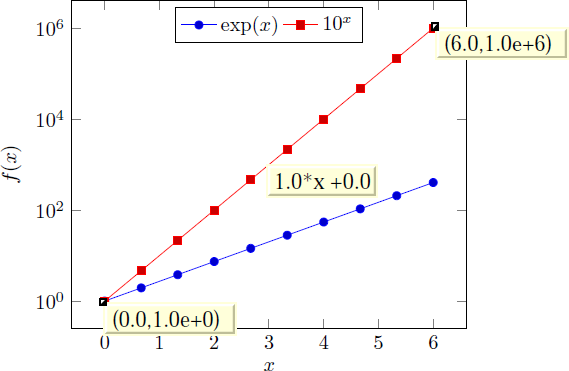 exp(x) 10^x
10^6
(6.0,1.0e+6)
10^4
f(x)
1.0*x +0.0
10^2
10^0
(0.0,1.0e+0)
0 1 2 3 4 5 6
x